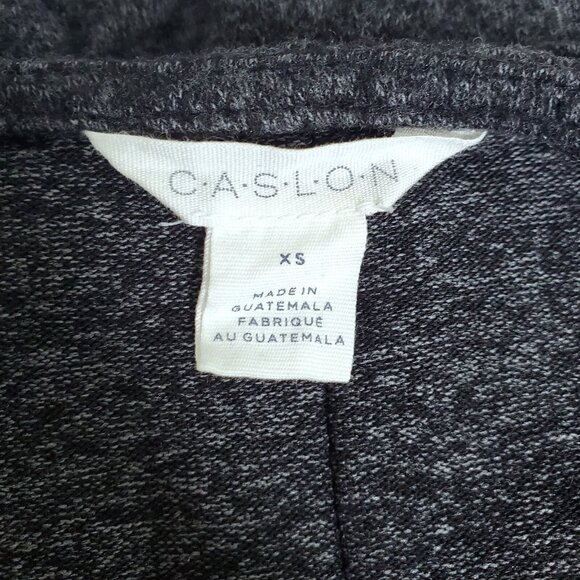 C·A·S·L·O·N
XS
MADE IN
GUATEMALA
FABRIQUÉ
AU GUATEMALA